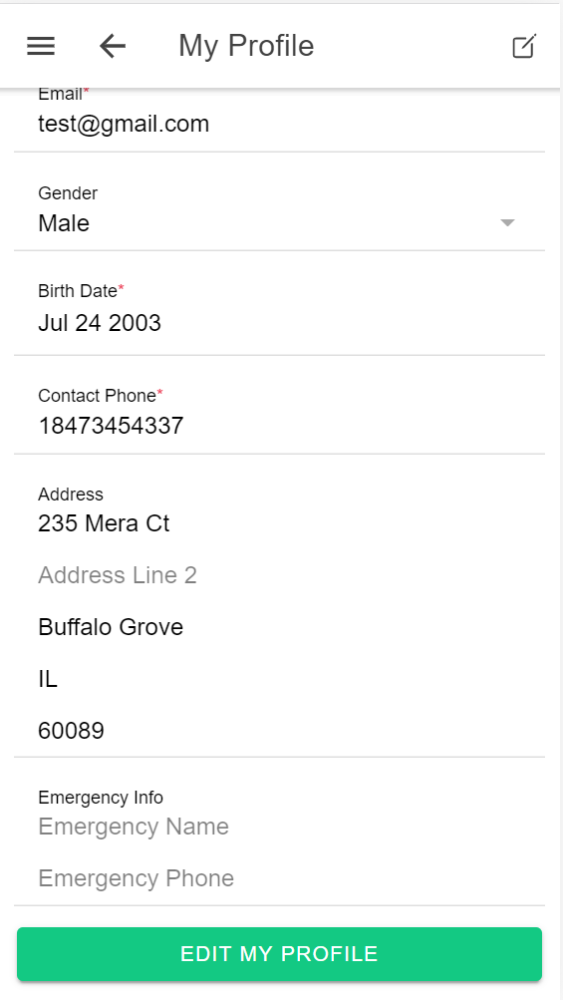 My Profile
Email*
test@gmail.com
Gender
Male
Birth Date*
Jul 24 2003
Contact Phone*
18473454337
Address
235 Mera Ct
Address Line 2
Buffalo Grove
IL
60089
Emergency Info
Emergency Name
Emergency Phone
EDIT MY PROFILE